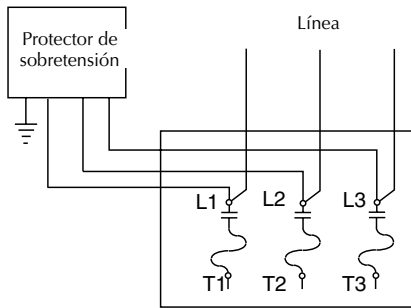 Protector de
sobretensión
Línea
L1 L2 L3
T1 T2 T3